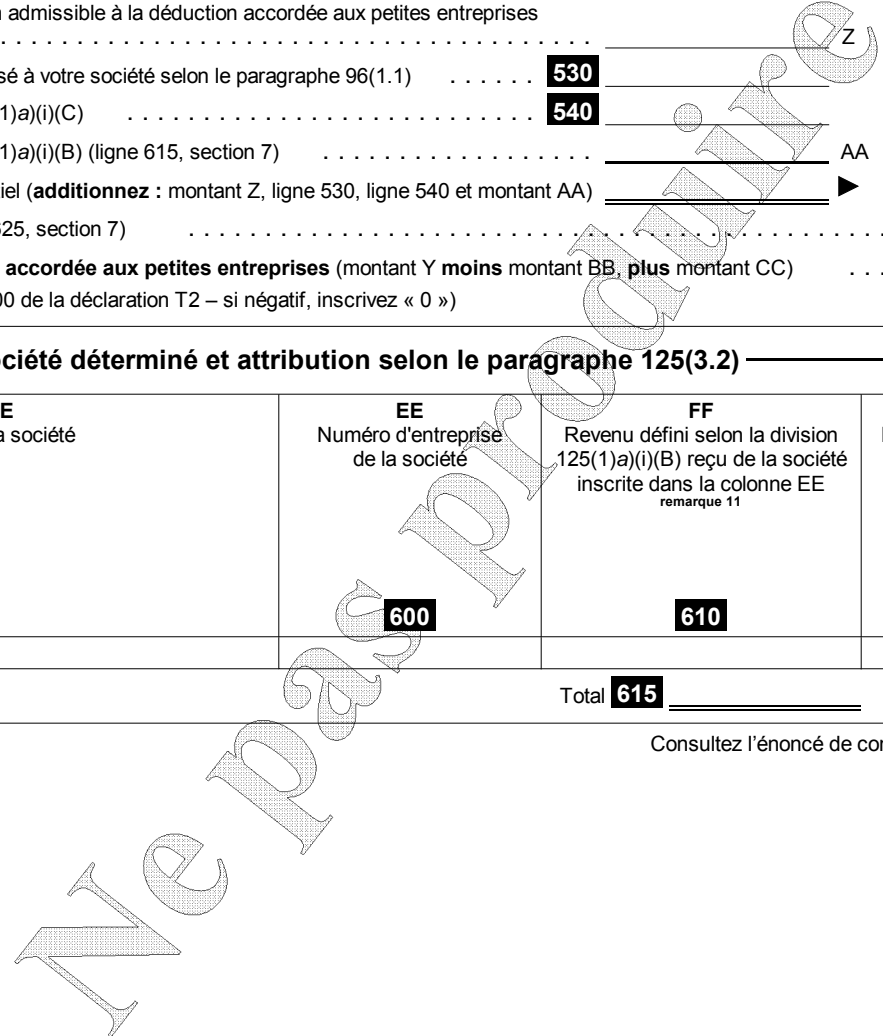 admissible à la déduction accordée aux petites entreprises
. . . . . . . . . . . . . . . . . . . . . . . . . . . . . . . . . . . . . . . Z
sé à votre société selon le paragraphe 96(1.1) . . . . . . 530
1)a)(i)(C) . . . . . . . . . . . . . . . . . . . . . . . . . . . 540
1)a)(i)(B) (ligne 615, section 7) . . . . . . . . . . . . . . . . . . AA
iel (additionnez : montant Z, ligne 530, ligne 540 et montant AA) ►
625, section 7) . . . . . . . . . . . . . . . . . . . . . . . . . . . . . . . . . . . . . . . . . . . . . .
accordée aux petites entreprises (montant Y moins montant BB, plus montant CC) . . .
00 de la déclaration T2 – si négatif, inscrivez « 0 »)
ociété déterminé et attribution selon le paragraphe 125(3.2)
E
a société
EE
Numéro d'entreprise
de la société
600
FF
Revenu défini selon la division
125(1)a)(i)(B) reçu de la société
inscrite dans la colonne EE
remarque 11
610
Total 615
Consultez l'énoncé de con
Ne pas produire